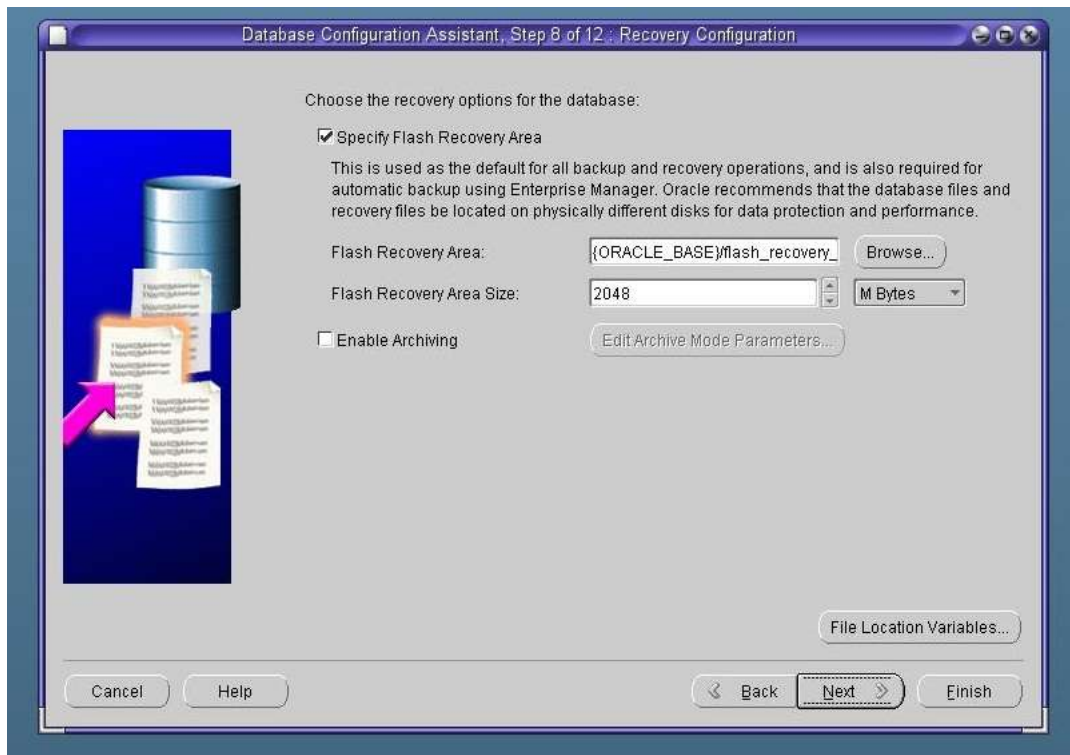 Database Configuration Assistant, Step 8 of 12 : Recovery Configuration
Choose the recovery options for the database:
Specify Flash Recovery Area
This is used as the default for all backup and recovery operations, and is also required for
automatic backup using Enterprise Manager. Oracle recommends that the database files and
recovery files be located on physically different disks for data protection and performance.
Flash Recovery Area: {ORACLE_BASE}/flash_recovery_ Browse...
Flash Recovery Area Size: 2048 M Bytes
Enable Archiving Edit Archive Mode Parameters...
File Location Variables...
Cancel Help Back Next Finish